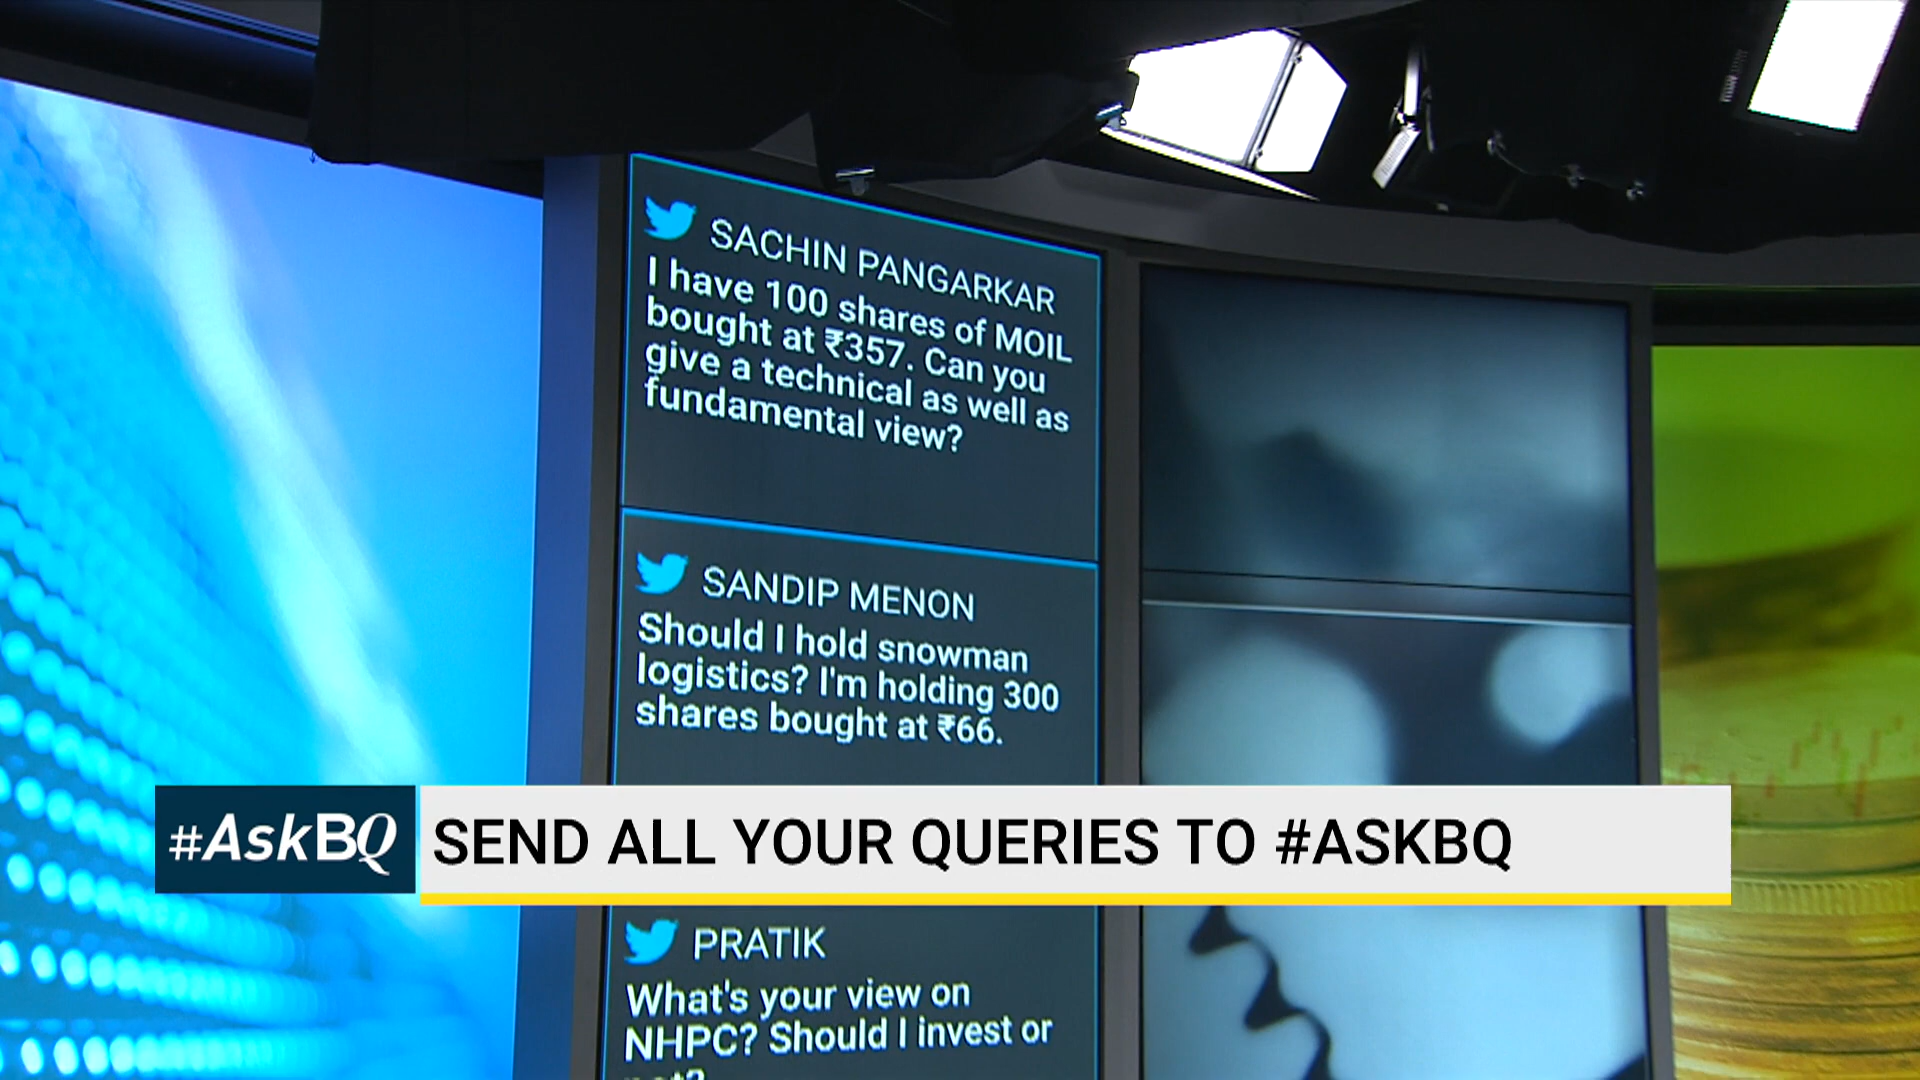 SACHIN PANGARKAR
I have 100 shares of MOIL
bought at ₹357. Can you
give a technical as well as
fundamental view?
SANDIP MENON
Should I hold snowman
logistics? I'm holding 300
shares bought at ₹66.
#AskBQ
SEND ALL YOUR QUERIES TO #ASKBQ
PRATIK
What's your view on
NHPC? Should I invest or
not?